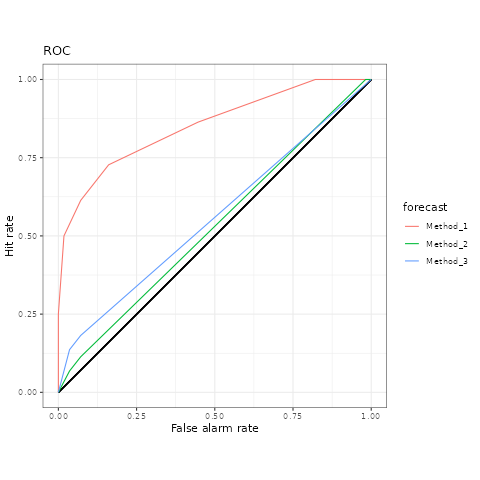 ROC
1.00
0.75
0.50
0.25
0.00
Hit rate
0.00 0.25 0.50 0.75 1.00
False alarm rate
forecast
Method_1
Method_2
Method_3